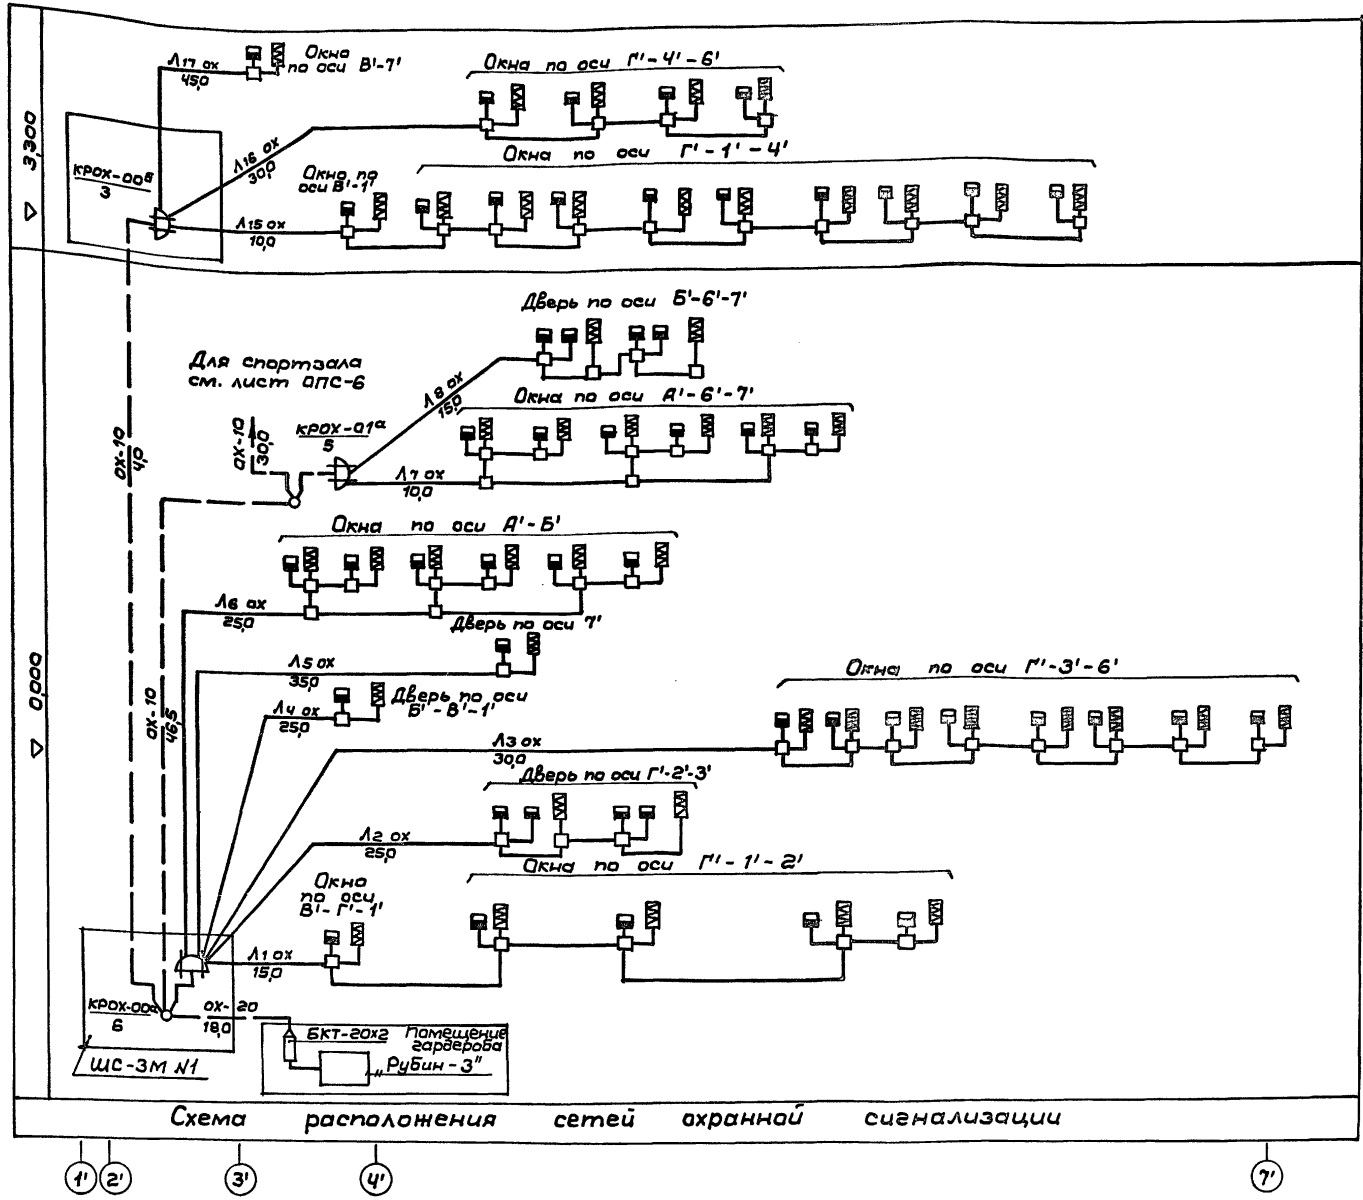 Л17 ох
45,0
Окна
по оси В'-7'
Окна по оси Г'-4'-6'
3,300
КРОХ-00б
3
Л16 ох
30,0
Окна по оси Г'-1'-4'
Окна по
оси В'-1'
Л15 ох
10,0
Дверь по оси Б'-6'-7'
Для спортзала
см. лист ОПС-6
Л8 ох
15,0
Окна по оси А'-6'-7'
ОХ-10
4,0
ОХ-10
30,0
КРОХ-01а
5
Л7 ох
10,0
Окна по оси А'-Б'
Л6 ох
25,0
Дверь по оси 7'
0,000
Л5 ох
35,0
Окна по оси Г'-3'-6'
Л4 ох
25,0
Дверь по оси
Б'-В'-1'
ОХ-10
46,5
Л3 ох
30,0
Дверь по оси Г'-2'-3'
Л2 ох
25,0
Окна по оси Г'-1'-2'
Окна
по оси
В'-Г'-1'
Л1 ох
15,0
КРОХ-00а
6
ОХ-20
18,0
БКТ-20х2
Помещение
гардероба
ШС-3М N1
„Рубин-3"
Схема расположения сетей охранной сигнализации
1' 2' 3' 4' 7'